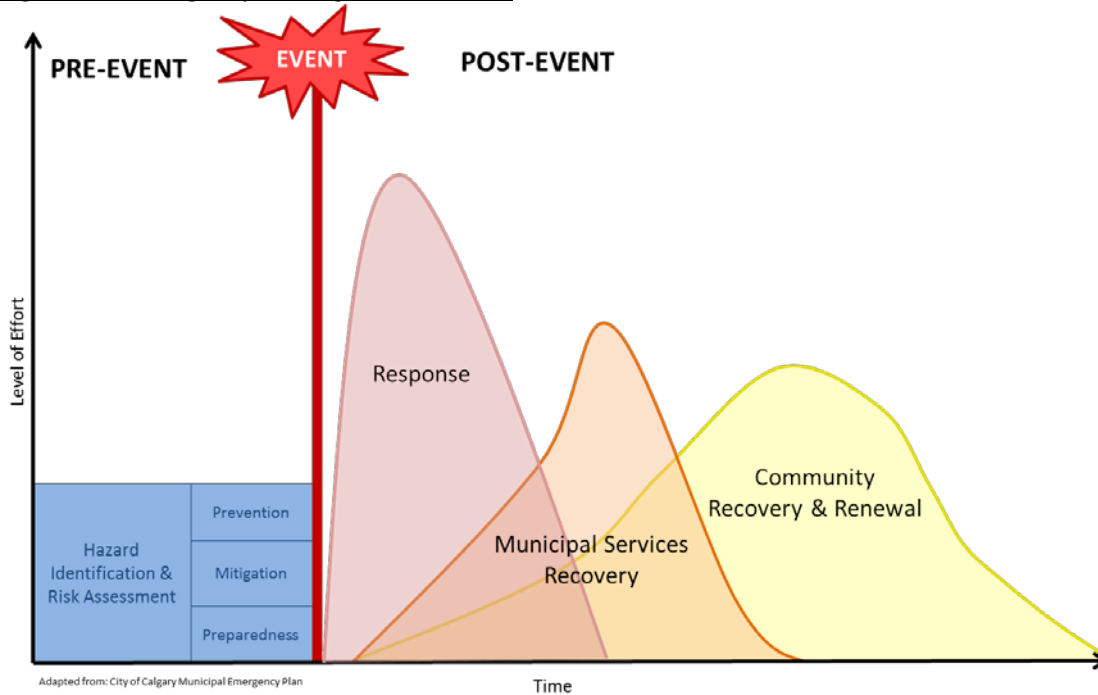 PRE-EVENT
EVENT
POST-EVENT
Level of Effort
Response
Community
Recovery & Renewal
Municipal Services
Recovery
Hazard
Identification &
Risk Assessment
Prevention
Mitigation
Preparedness
Adapted from: City of Calgary Municipal Emergency Plan
Time